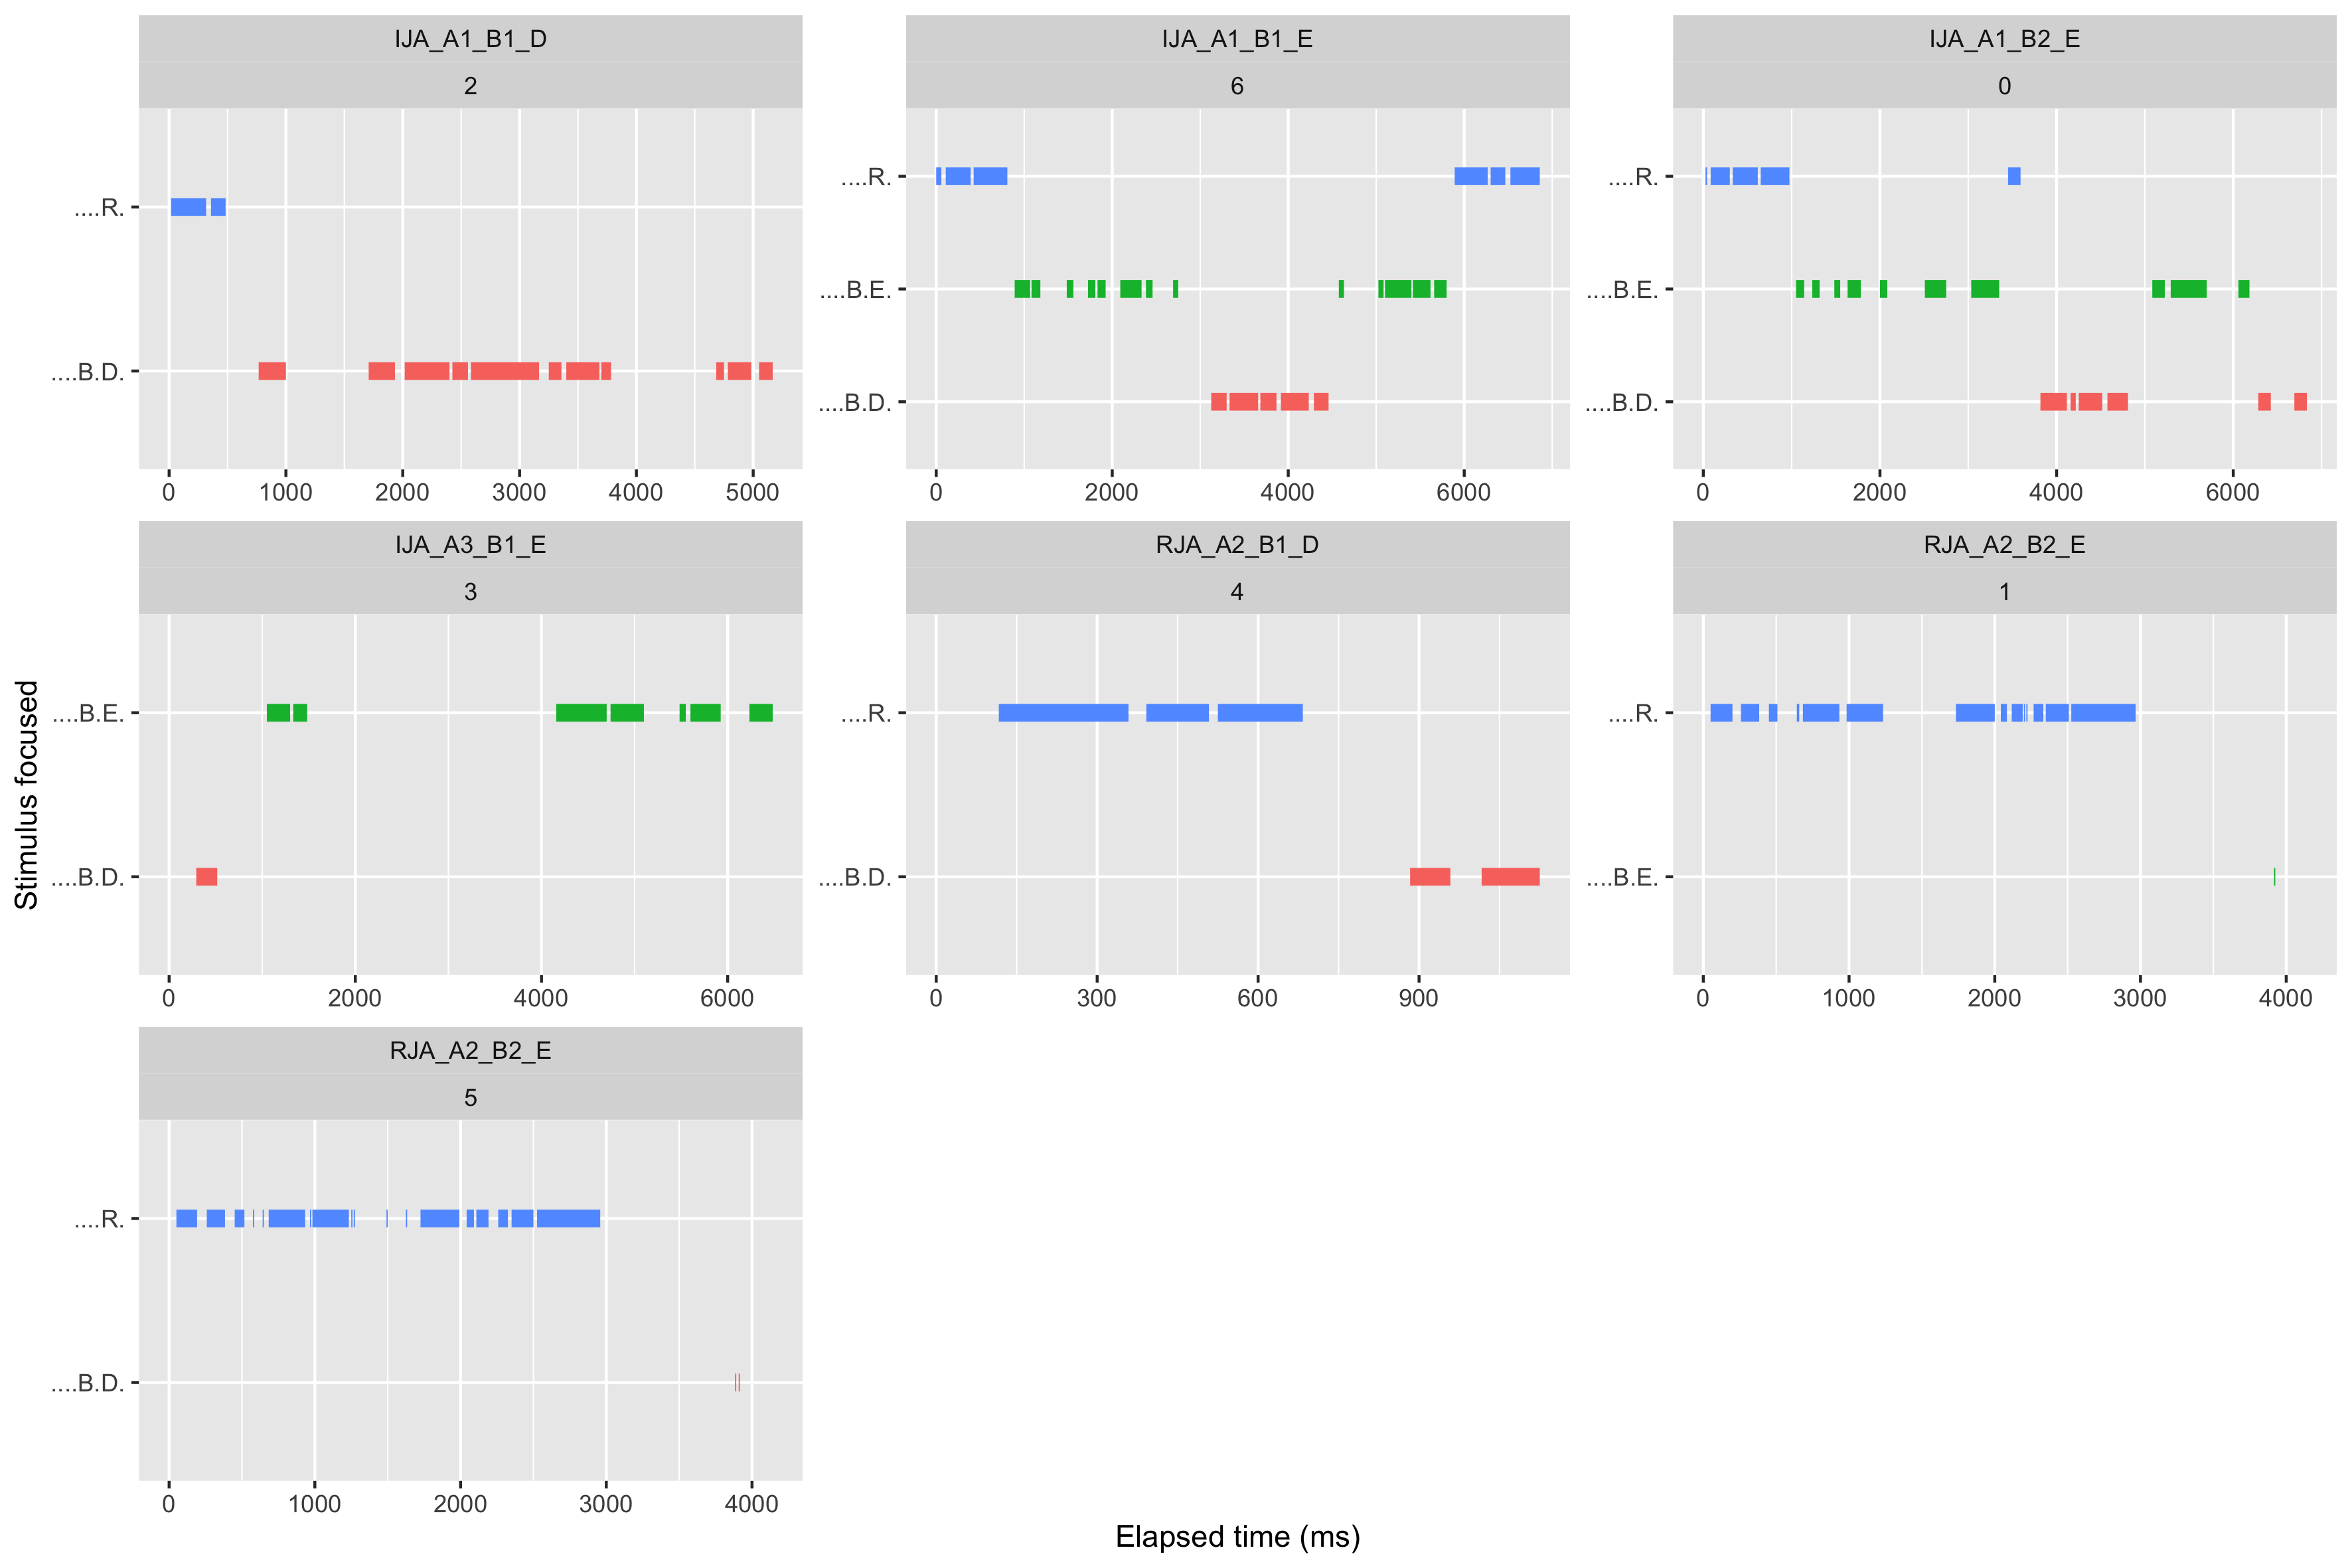 IJA_A1_B1_D
2
....R.
....B.D.
0 1000 2000 3000 4000 5000
IJA_A1_B1_E
6
....R.
....B.E.
....B.D.
0 2000 4000 6000
IJA_A1_B2_E
0
....R.
....B.E.
....B.D.
0 2000 4000 6000
Stimulus focused
IJA_A3_B1_E
3
....B.E.
....B.D.
0 2000 4000 6000
RJA_A2_B1_D
4
....R.
....B.D.
0 300 600 900
RJA_A2_B2_E
1
....R.
....B.E.
0 1000 2000 3000 4000
RJA_A2_B2_E
5
....R.
....B.D.
0 1000 2000 3000 4000
Elapsed time (ms)